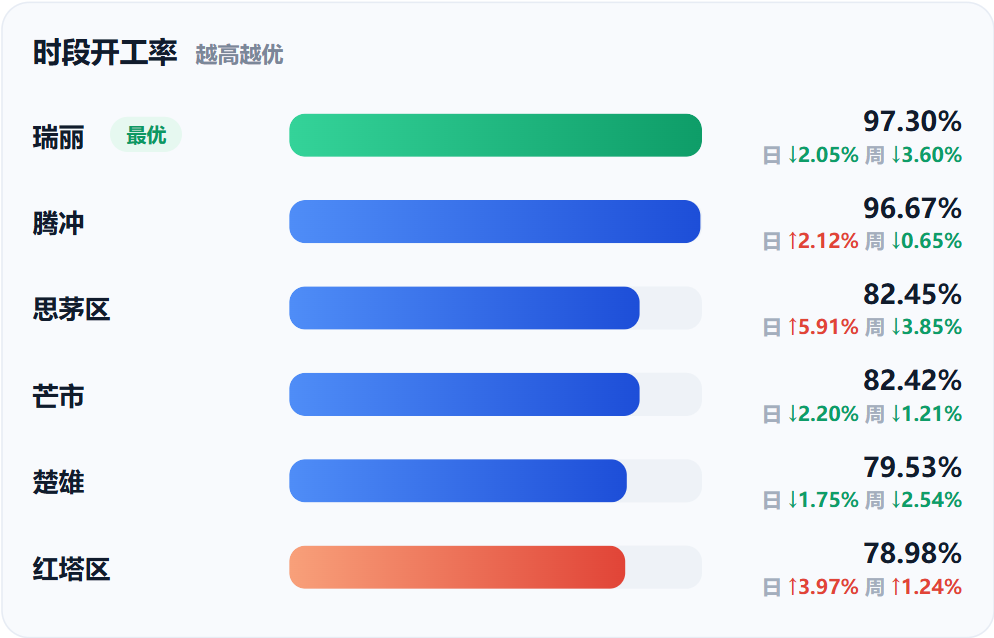 时段开工率 越高越优
瑞丽 最优 97.30%
日 ↓2.05% 周 ↓3.60%
腾冲 96.67%
日 ↑2.12% 周 ↓0.65%
思茅区 82.45%
日 ↑5.91% 周 ↓3.85%
芒市 82.42%
日 ↓2.20% 周 ↓1.21%
楚雄 79.53%
日 ↓1.75% 周 ↓2.54%
红塔区 78.98%
日 ↑3.97% 周 ↑1.24%